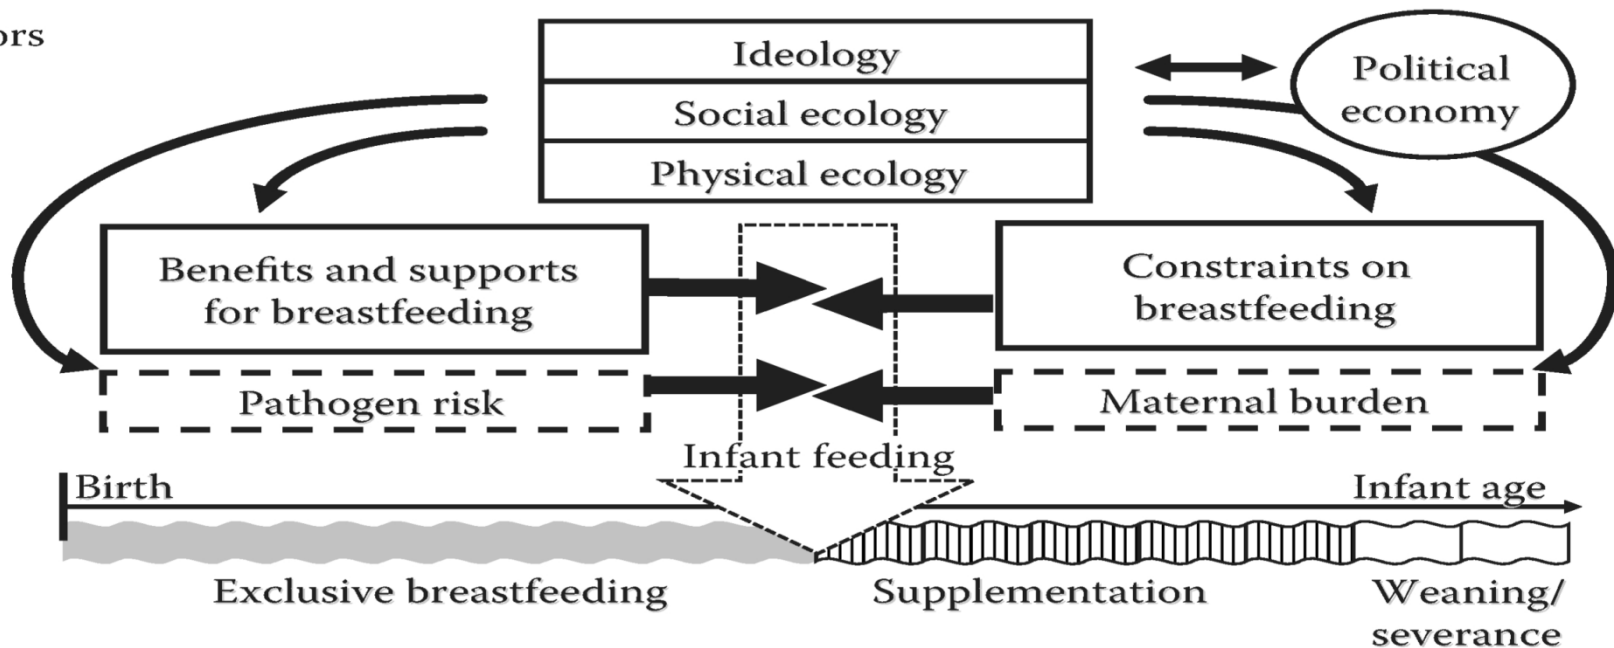 ors
Ideology
Social ecology
Physical ecology
Political
economy
Benefits and supports
for breastfeeding
Constraints on
breastfeeding
Pathogen risk
Maternal burden
Infant feeding
Birth
Infant age
Exclusive breastfeeding
Supplementation
Weaning/
severance